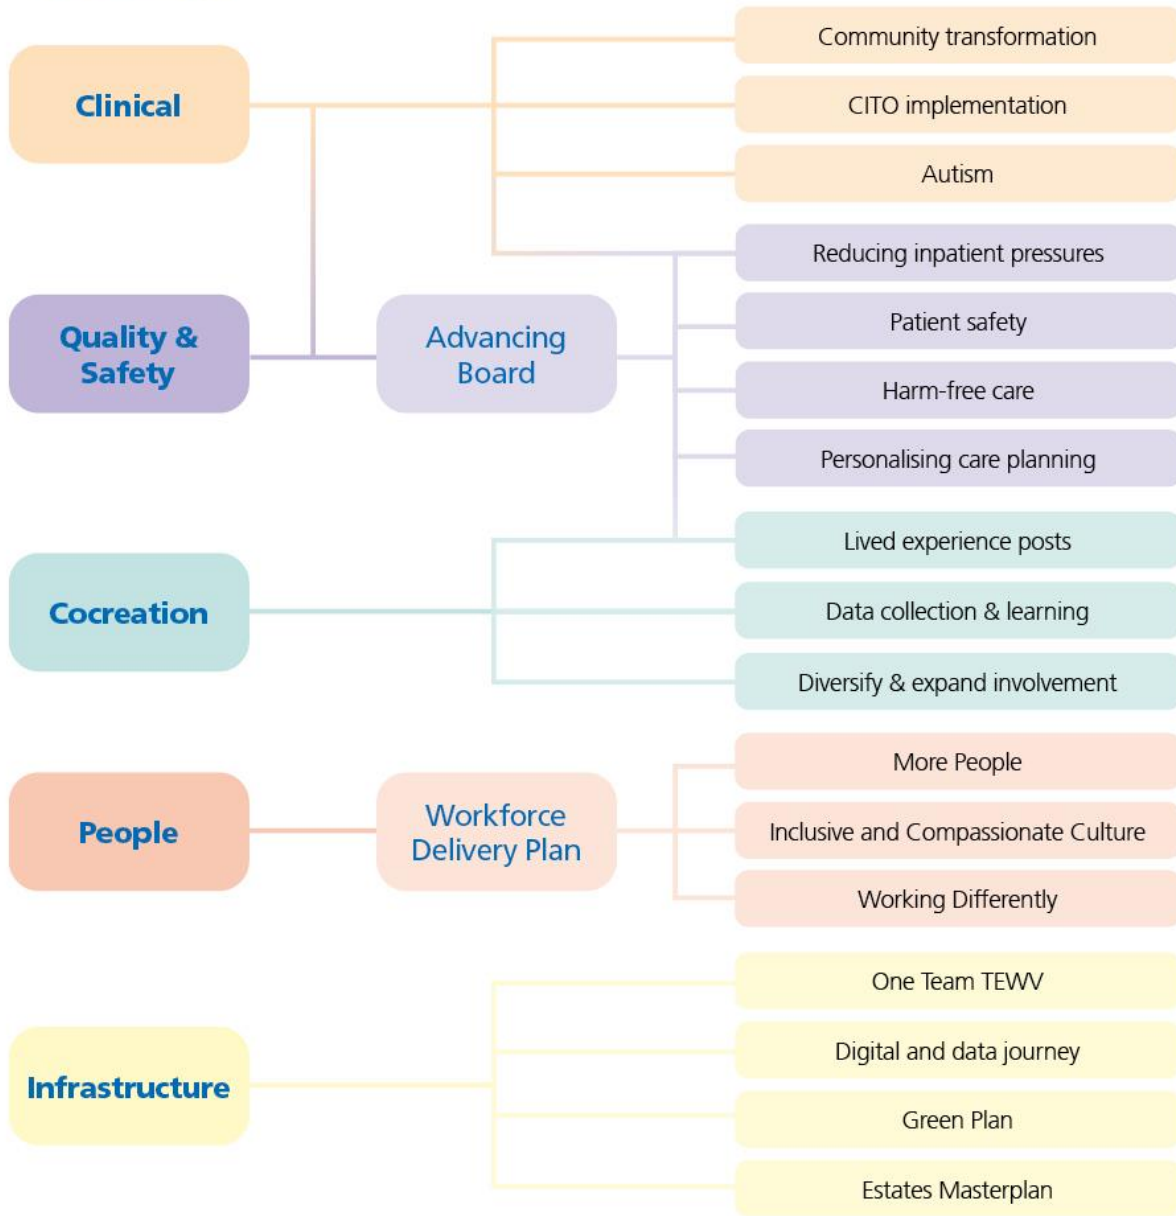 Clinical
Community transformation
CITO implementation
Autism
Quality &
Safety
Advancing
Board
Reducing inpatient pressures
Patient safety
Harm-free care
Personalising care planning
Cocreation
Lived experience posts
Data collection & learning
Diversify & expand involvement
People
Workforce
Delivery Plan
More People
Inclusive and Compassionate Culture
Working Differently
Infrastructure
One Team TEWV
Digital and data journey
Green Plan
Estates Masterplan